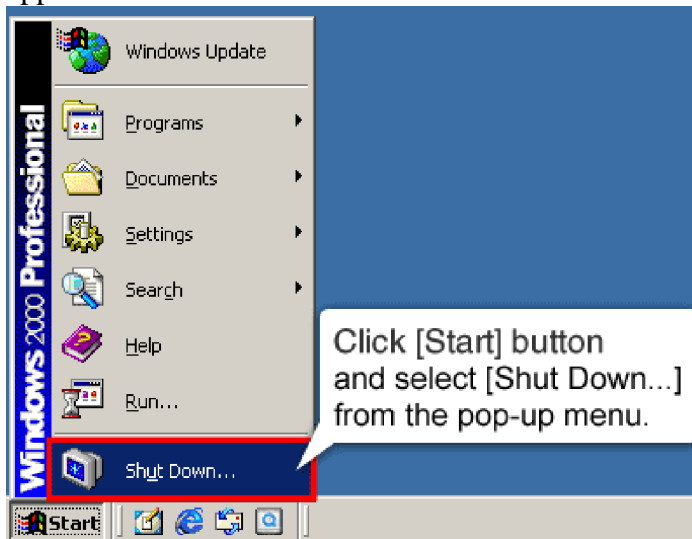 Windows Update
Programs
Documents
Settings
Search
Help
Run...
Shut Down...
Windows 2000 Professional
Click [Start] button
and select [Shut Down...]
from the pop-up menu.
Start